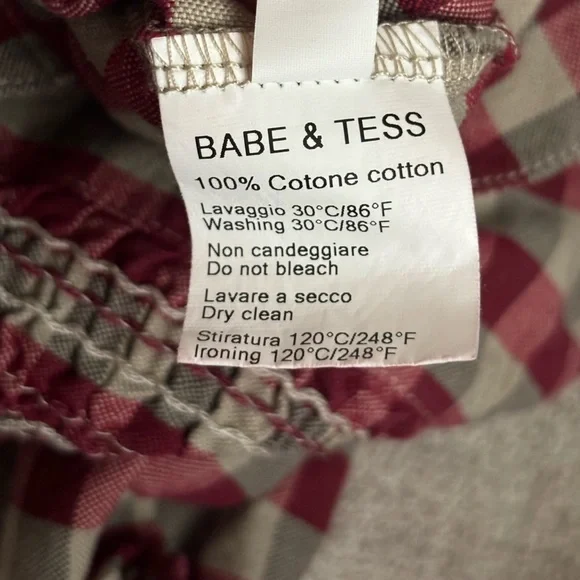 BABE & TESS
100% Cotone cotton
Lavaggio 30°C/86°F
Washing 30°C/86°F
Non candeggiare
Do not bleach
Lavare a secco
Dry clean
Stiratura 120°C/248°F
Ironing 120°C/248°F